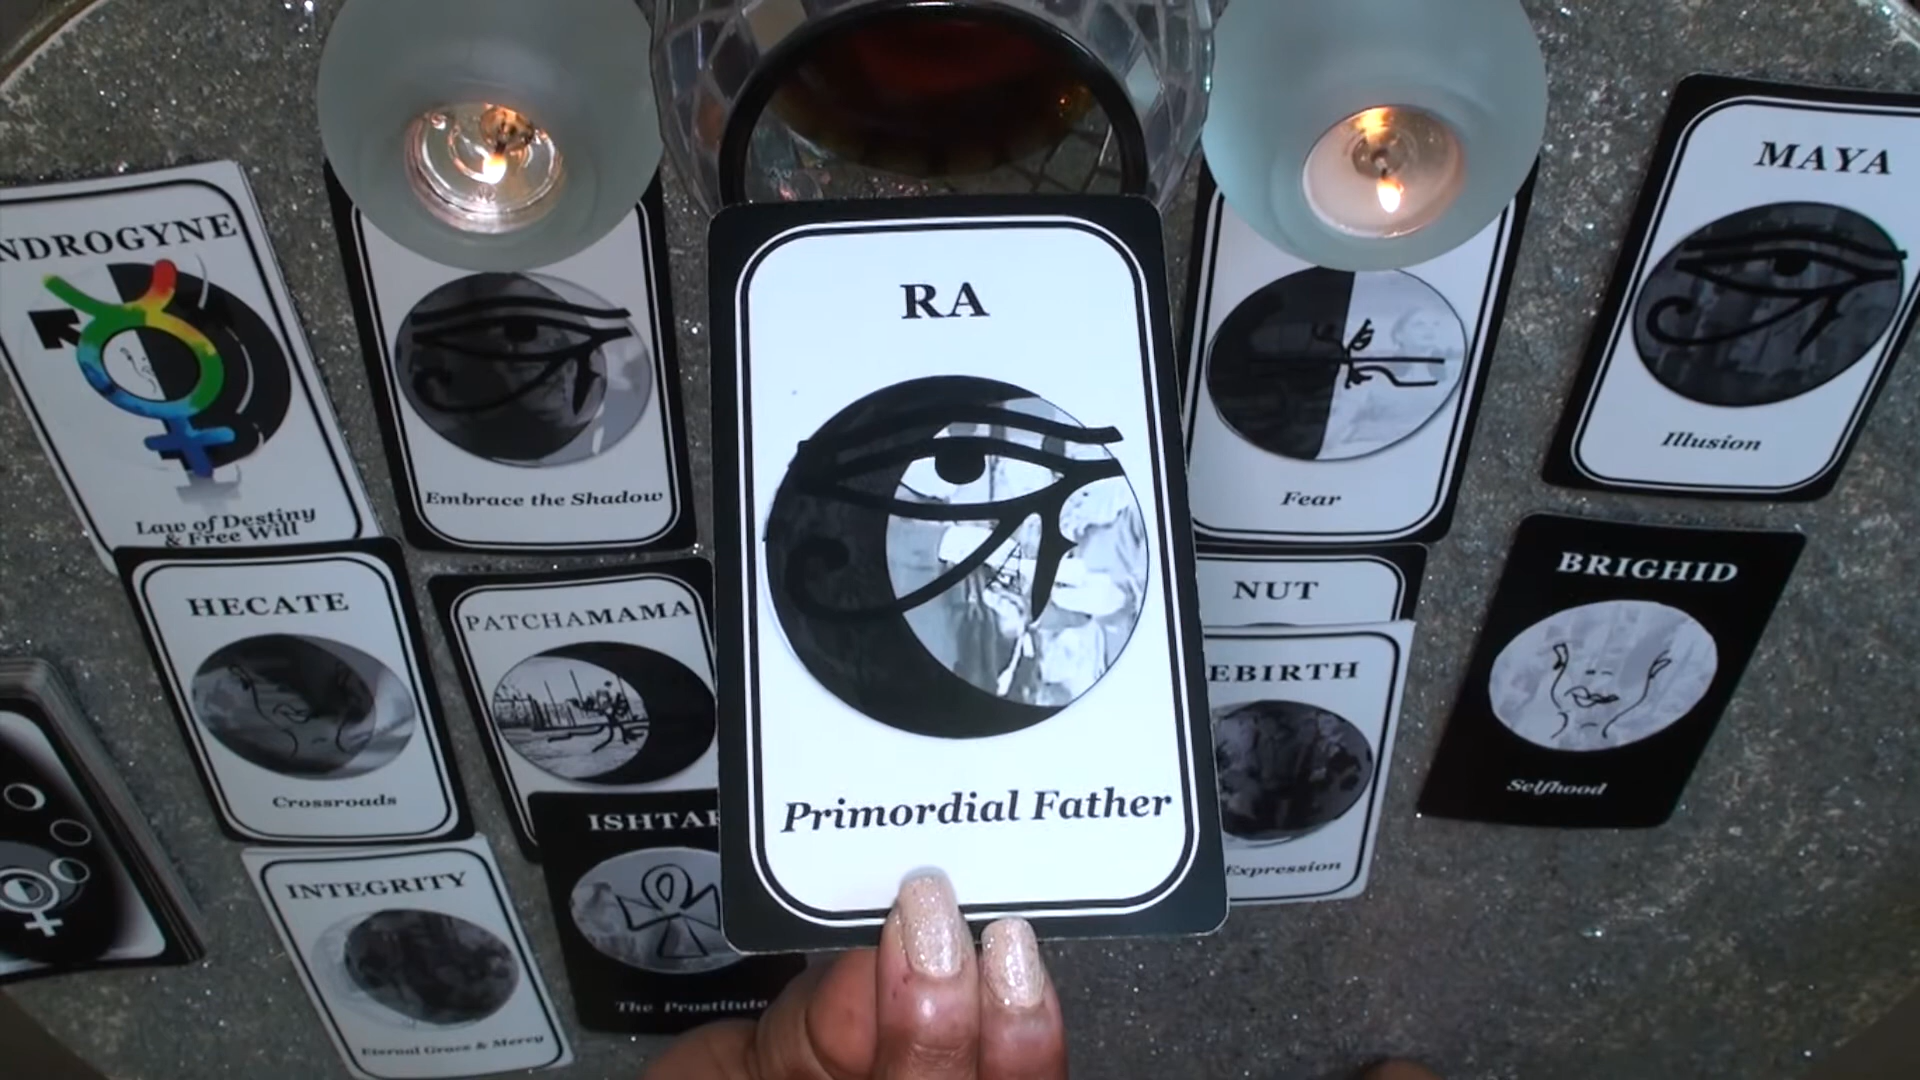 NDROGYNE
Law of Destiny
& Free Will
Embrace the Shadow
RA
Primordial Father
Fear
MAYA
Illusion
HECATE
Crossroads
PATCHAMAMA
NUT
EBIRTH
Expression
BRIGHID
Selfhood
INTEGRITY
Eternal Grace & Mercy
ISHTAR
The Prostitute